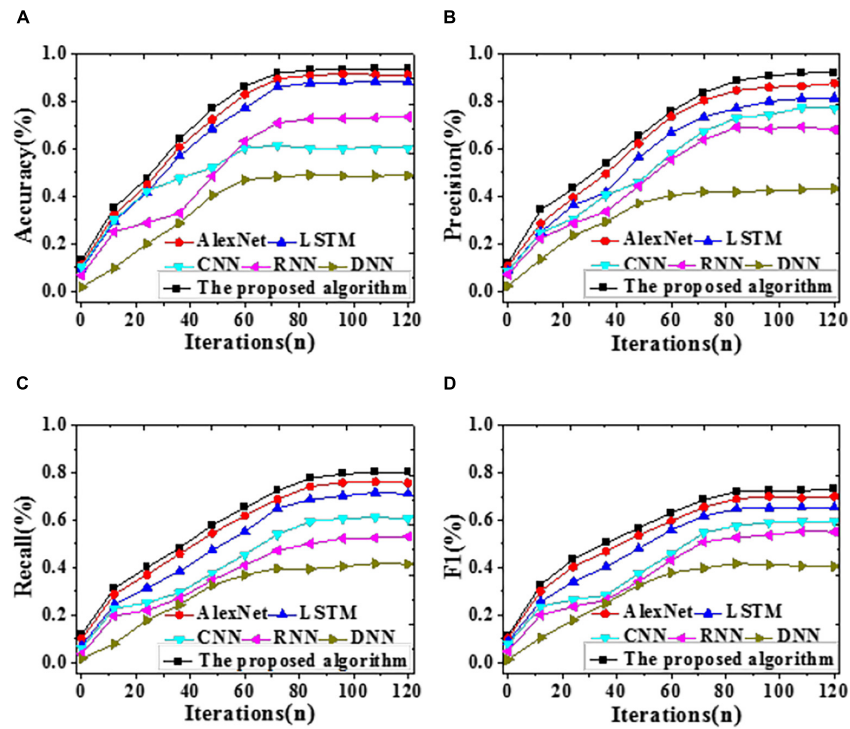 A
Accuracy(%)
1.0
0.8
0.6
0.4
0.2
0.0
AlexNet LSTM
CNN RNN DNN
The proposed algorithm
0 20 40 60 80 100 120
Iterations(n)
B
Precision(%)
1.0
0.8
0.6
0.4
0.2
0.0
AlexNet LSTM
CNN RNN DNN
The proposed algorithm
0 20 40 60 80 100 120
Iterations(n)
C
Recall(%)
1.0
0.8
0.6
0.4
0.2
0.0
AlexNet LSTM
CNN RNN DNN
The proposed algorithm
0 20 40 60 80 100 120
Iterations(n)
D
F1(%)
1.0
0.8
0.6
0.4
0.2
0.0
AlexNet LSTM
CNN RNN DNN
The proposed algorithm
0 20 40 60 80 100 120
Iterations(n)